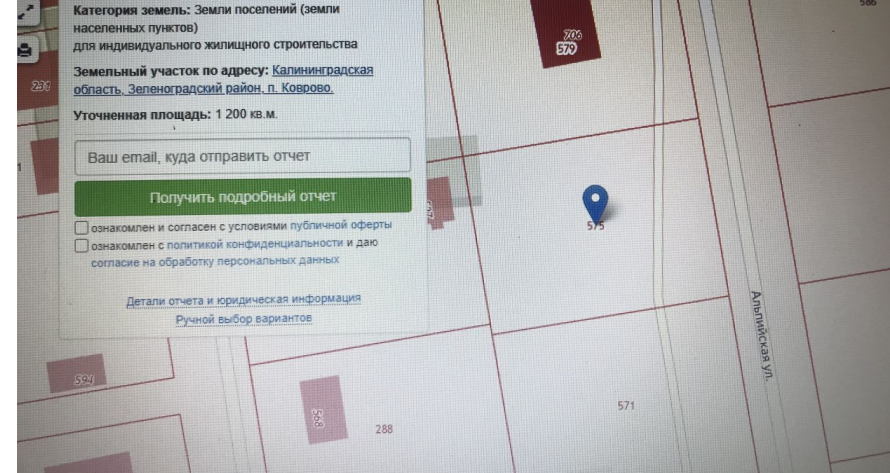 Категория земель: Земли поселений (земли
населенных пунктов)
для индивидуального жилищного строительства
Земельный участок по адресу: Калининградская
область, Зеленоградский район, п. Коврово.
Уточненная площадь: 1 200 кв.м.
Ваш email, куда отправить отчет
Получить подробный отчет
ознакомлен и согласен с условиями публичной оферты
ознакомлен с политикой конфиденциальности и даю
согласие на обработку персональных данных
Детали отчета и юридическая информация
Ручной выбор вариантов
706
579
575
Альпийская ул.
594
568
288
571